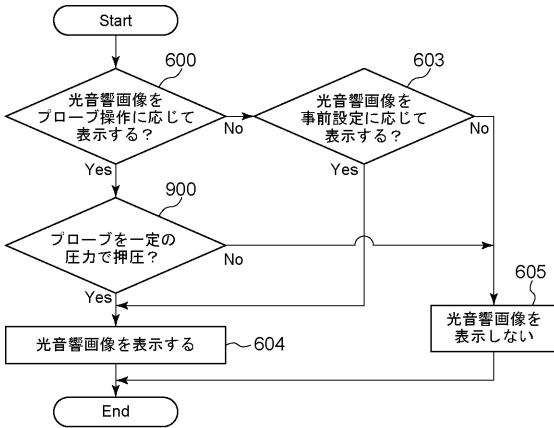 Start
600
光音響画像を
プローブ操作に応じて
表示する？
No
Yes
603
光音響画像を
事前設定に応じて
表示する？
No
Yes
900
プローブを一定の
圧力で押圧？
No
Yes
605
光音響画像を
表示しない
光音響画像を表示する
604
End